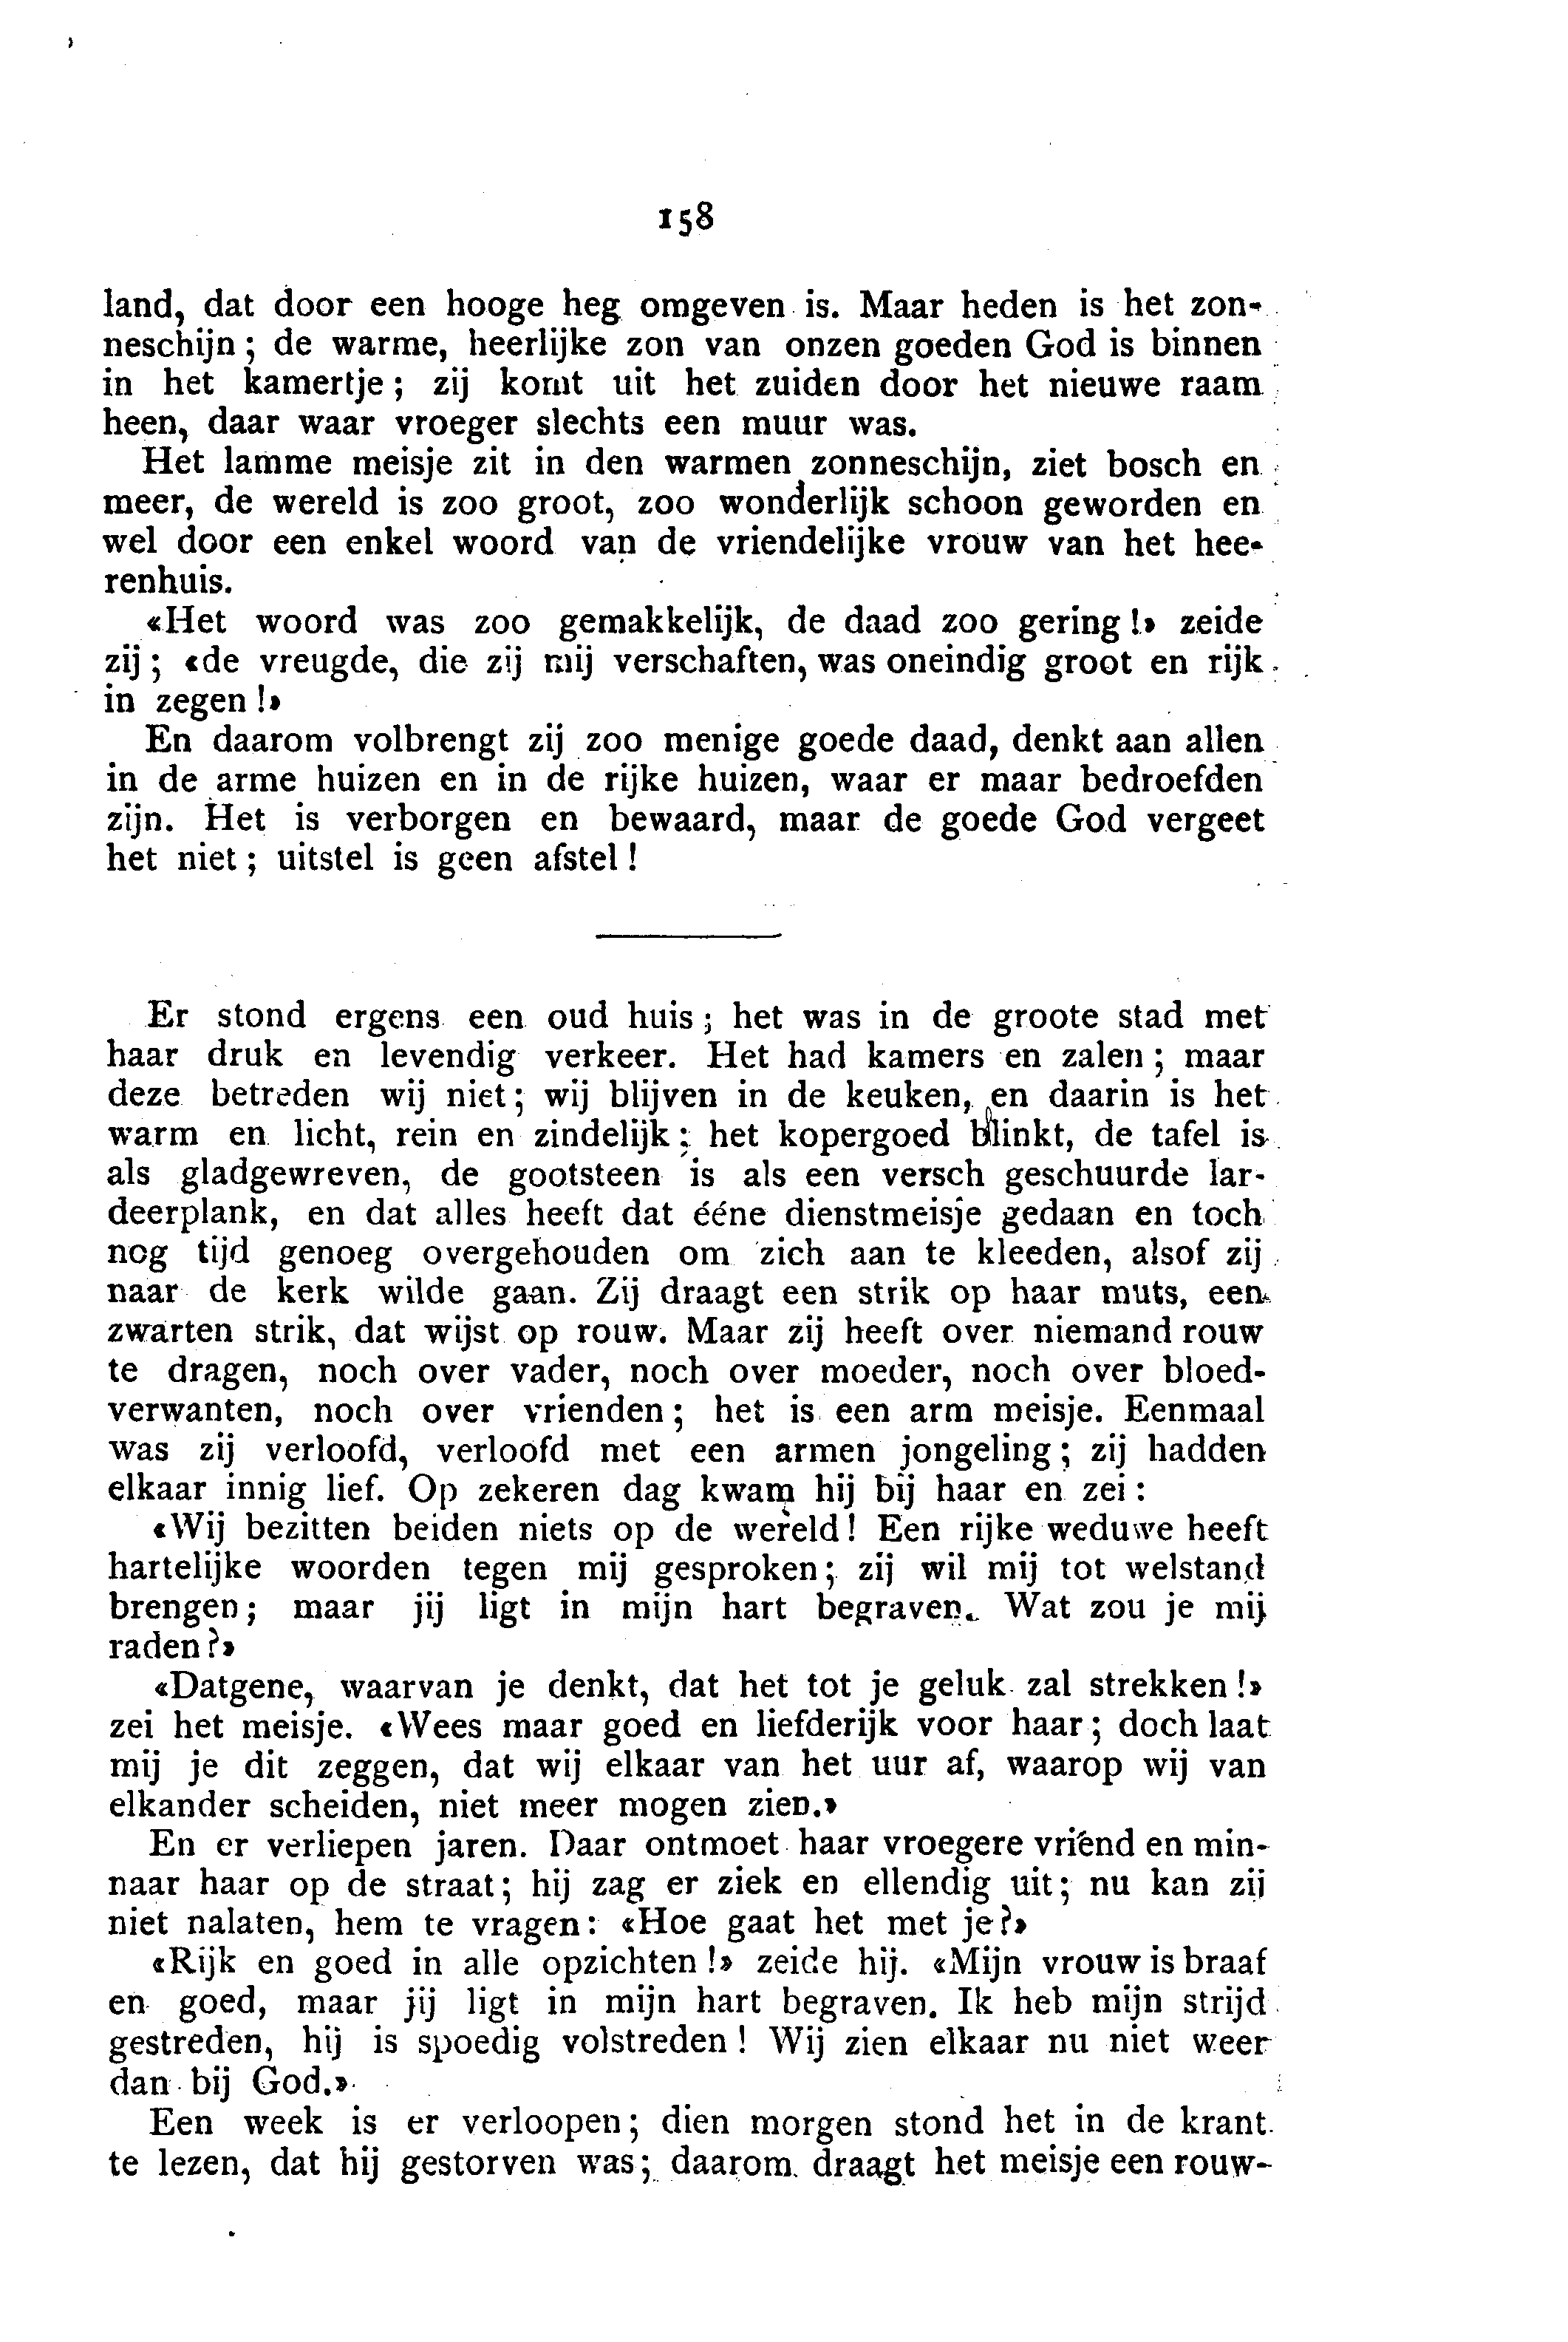 158
land, dat door een hooge heg omgeven is. Maar heden is het zon-
neschijn; de warme, heerlijke zon van onzen goeden God is binnen
in het kamertje; zij komt uit het zuiden door het nieuwe raam
heen, daar waar vroeger slechts een muur was.
Het lamme meisje zit in den warmen zonneschijn, ziet bosch en
meer, de wereld is zoo groot, zoo wonderlijk schoon geworden en
wel door een enkel woord van de vriendelijke vrouw van het hee-
renhuis.
«Het woord was zoo gemakkelijk, de daad zoo gering!» zeide
zij; «de vreugde, die zij mij verschaften, was oneindig groot en rijk
in zegen!»
En daarom volbrengt zij zoo menige goede daad, denkt aan allen
in de arme huizen en in de rijke huizen, waar er maar bedroefden
zijn. Het is verborgen en bewaard, maar de goede God vergeet
het niet; uitstel is geen afstel!
Er stond ergens een oud huis; het was in de groote stad met
haar druk en levendig verkeer. Het had kamers en zalen; maar
deze betreden wij niet; wij blijven in de keuken, en daarin is het
warm en licht, rein en zindelijk; het kopergoed blinkt, de tafel is
als gladgewreven, de gootsteen is als een versch geschuurde lar-
deerplank, en dat alles heeft dat ééne dienstmeisje gedaan en toch
nog tijd genoeg overgehouden om zich aan te kleeden, alsof zij
naar de kerk wilde gaan. Zij draagt een strik op haar muts, een
zwarten strik, dat wijst op rouw. Maar zij heeft over niemand rouw
te dragen, noch over vader, noch over moeder, noch over bloed-
verwanten, noch over vrienden; het is een arm meisje. Eenmaal
was zij verloofd, verloofd met een armen jongeling; zij hadden
elkaar innig lief. Op zekeren dag kwam hij bij haar en zei:
«Wij bezitten beiden niets op de wereld! Een rijke weduwe heeft
hartelijke woorden tegen mij gesproken; zij wil mij tot welstand
brengen; maar jij ligt in mijn hart begraven. Wat zou je mij
raden?»
«Datgene, waarvan je denkt, dat het tot je geluk zal strekken!»
zei het meisje. «Wees maar goed en liefderijk voor haar; doch laat
mij je dit zeggen, dat wij elkaar van het uur af, waarop wij van
elkander scheiden, niet meer mogen zien.»
En er verliepen jaren. Daar ontmoet haar vroegere vriend en min-
naar haar op de straat; hij zag er ziek en ellendig uit; nu kan zij
niet nalaten, hem te vragen: «Hoe gaat het met je?»
«Rijk en goed in alle opzichten!» zeide hij. «Mijn vrouw is braaf
en goed, maar jij ligt in mijn hart begraven. Ik heb mijn strijd
gestreden, hij is spoedig volstreden! Wij zien elkaar nu niet weer
dan bij God.»
Een week is er verloopen; dien morgen stond het in de krant
te lezen, dat hij gestorven was; daarom draagt het meisje een rouw-